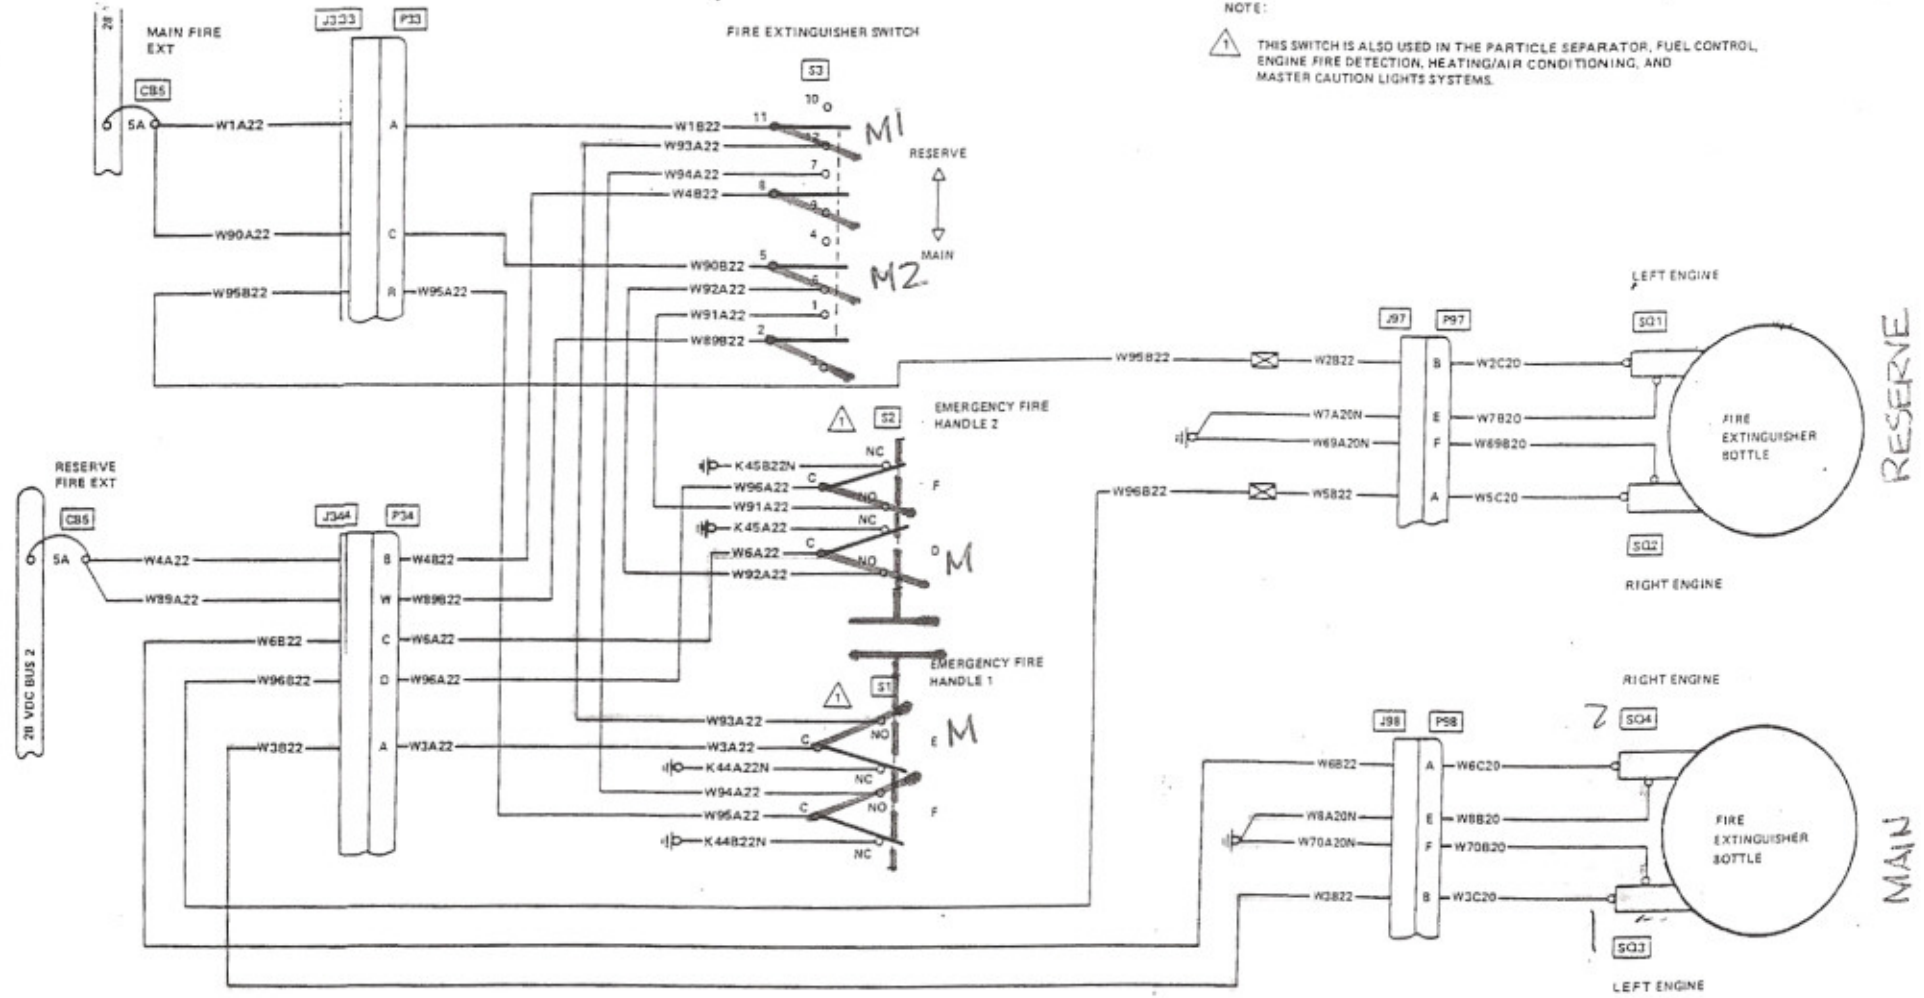 28
MAIN FIRE
EXT
J333
P33
FIRE EXTINGUISHER SWITCH
NOTE:
1
THIS SWITCH IS ALSO USED IN THE PARTICLE SEPARATOR, FUEL CONTROL,
ENGINE FIRE DETECTION, HEATING/AIR CONDITIONING, AND
MASTER CAUTION LIGHTS SYSTEMS.
S3
CB5
5A
W1A22
A
W1B22
10
11
12
M1
W93A22
RESERVE
W94A22
7
W4B22
8
9
MAIN
W90A22
C
4
W90B22
5
6
M2
W95B22
R
W95A22
W92A22
W91A22
1
W89B22
2
3
W95B22
W2B22
J97
P97
B
W2C20
LEFT ENGINE
SQ1
W7A20N
E
W7B20
W69A20N
F
W69B20
FIRE
EXTINGUISHER
BOTTLE
RESERVE
W96B22
W5B22
A
W5C20
SQ2
RIGHT ENGINE
1
S2
EMERGENCY FIRE
HANDLE 2
NC
K45B22N
C
W96A22
NO
F
W91A22
NC
K45A22
C
W6A22
NO
D
M
W92A22
RESERVE
FIRE EXT
CB5
5A
28 VDC BUS 2
J344
P34
W4A22
B
W4B22
W89A22
W
W89B22
W6B22
C
W6A22
W96B22
D
W96A22
W3B22
A
W3A22
EMERGENCY FIRE
HANDLE 1
1
S1
W93A22
NO
W3A22
C
E
M
K44A22N
NC
W94A22
NO
W95A22
C
F
K44B22N
NC
RIGHT ENGINE
J98
P98
2
SQ4
W6B22
A
W6C20
W8A20N
E
W8B20
W70A20N
F
W70B20
FIRE
EXTINGUISHER
BOTTLE
MAIN
W3B22
B
W3C20
1
SQ3
LEFT ENGINE